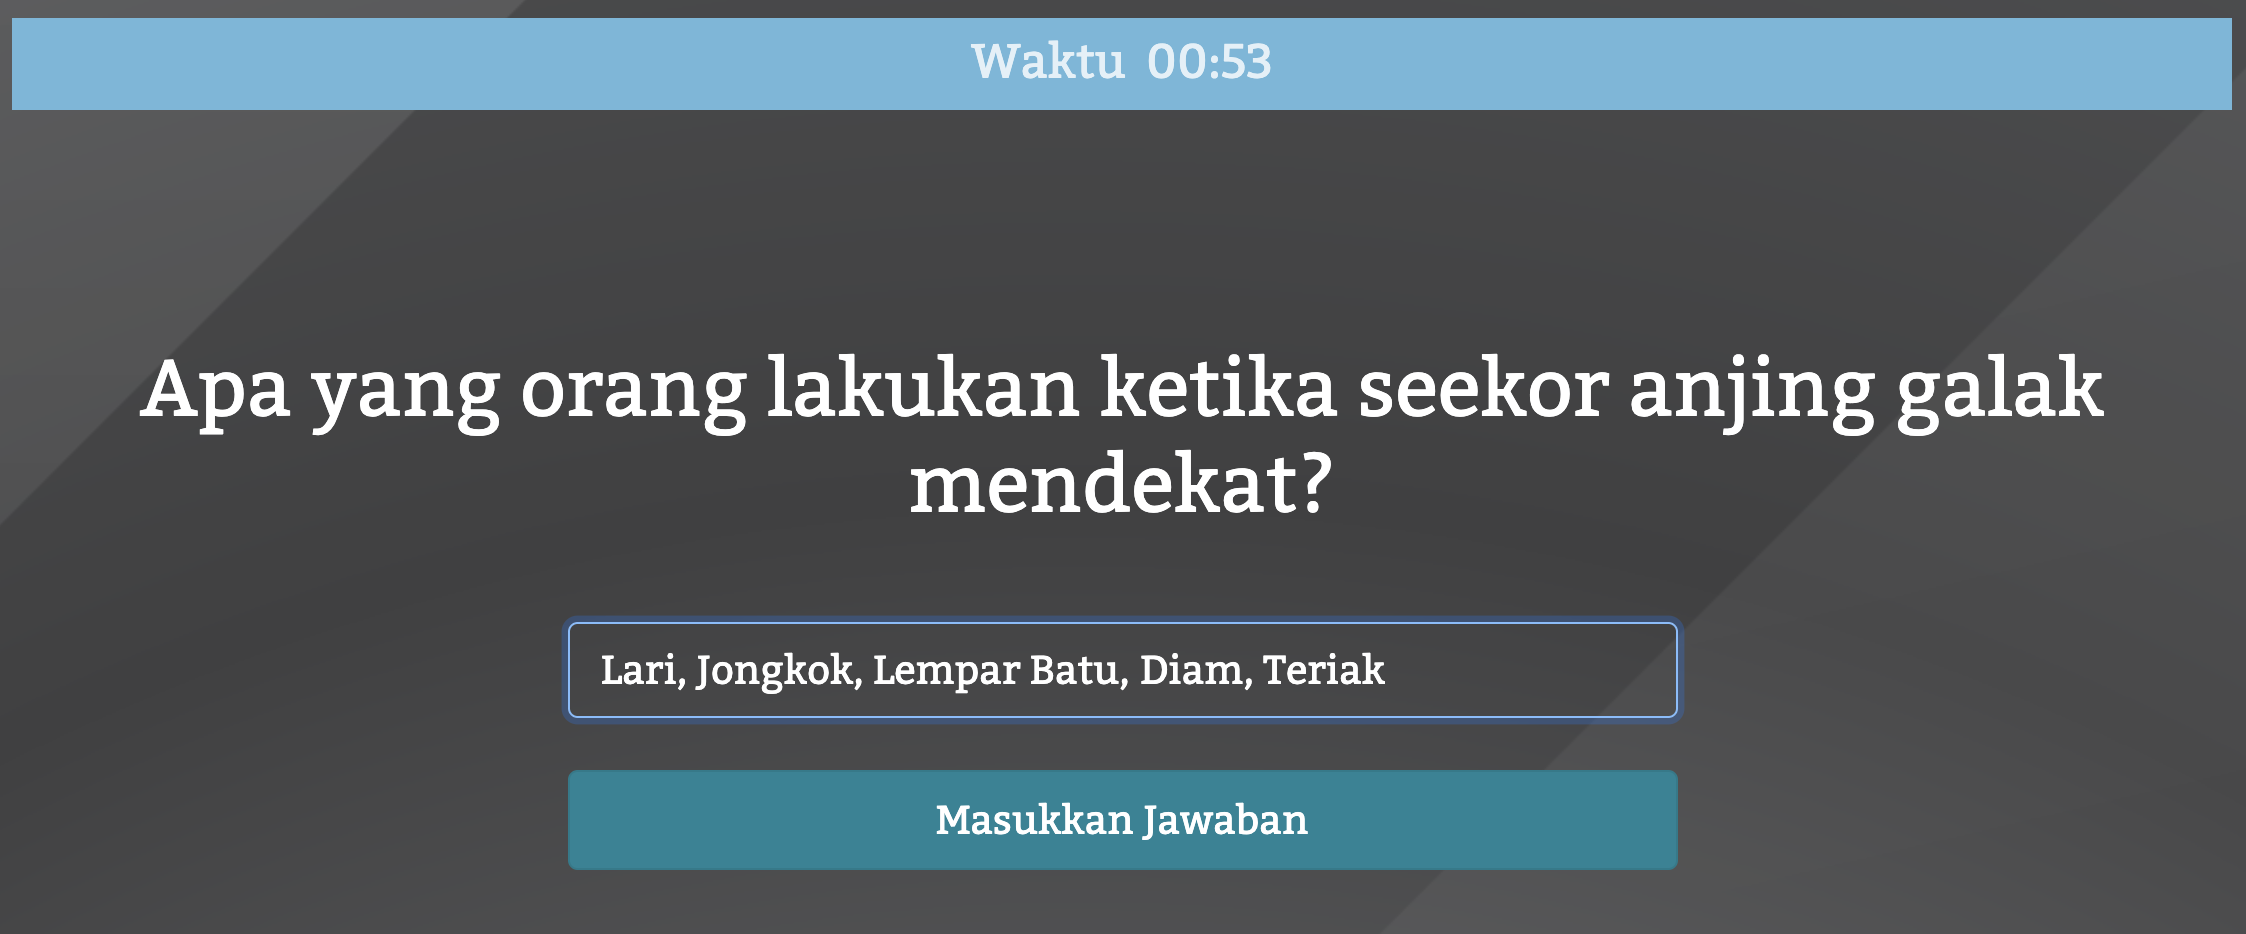 Waktu 00:53
Apa yang orang lakukan ketika seekor anjing galak
mendekat?
Lari, Jongkok, Lempar Batu, Diam, Teriak
Masukkan Jawaban